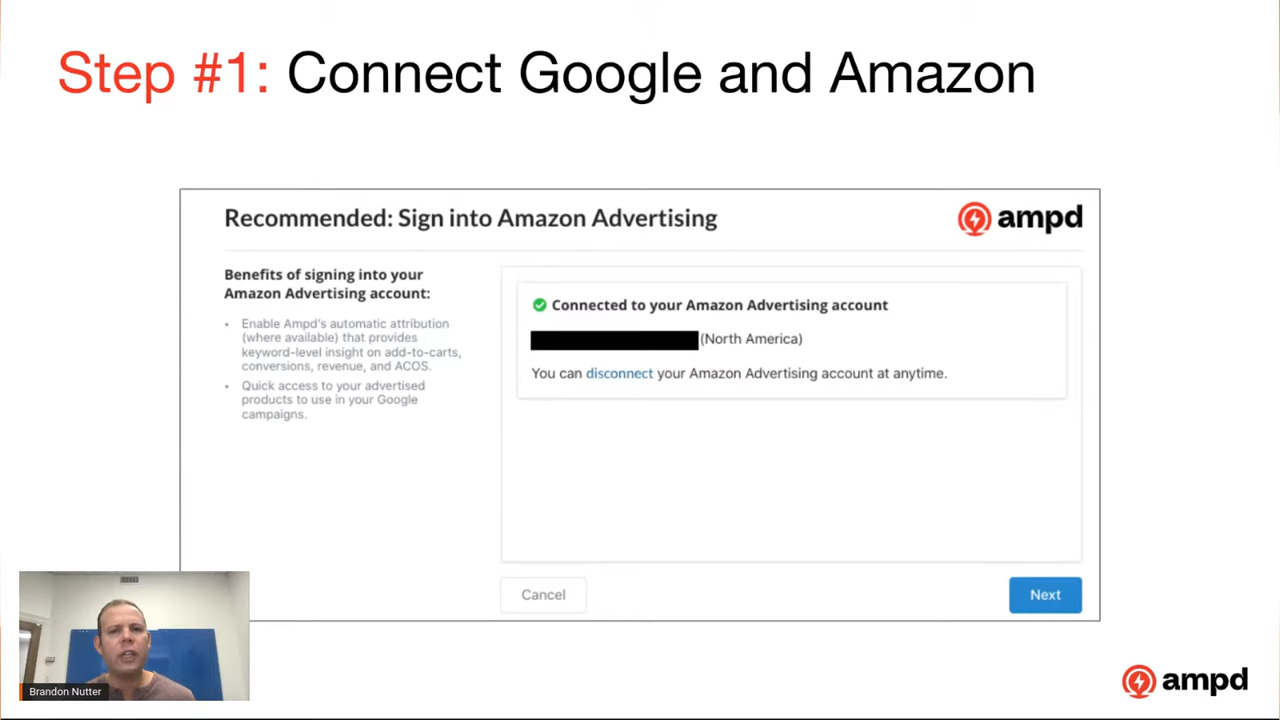 Step #1: Connect Google and Amazon
Recommended: Sign into Amazon Advertising
ampd
Benefits of signing into your
Amazon Advertising account:
• Enable Ampd's automatic attribution
(where available) that provides
keyword-level insight on add-to-carts,
conversions, revenue, and ACOS.
• Quick access to your advertised
products to use in your Google
campaigns.
Connected to your Amazon Advertising account
(North America)
You can disconnect your Amazon Advertising account at anytime.
Cancel
Next
Brandon Nutter
ampd